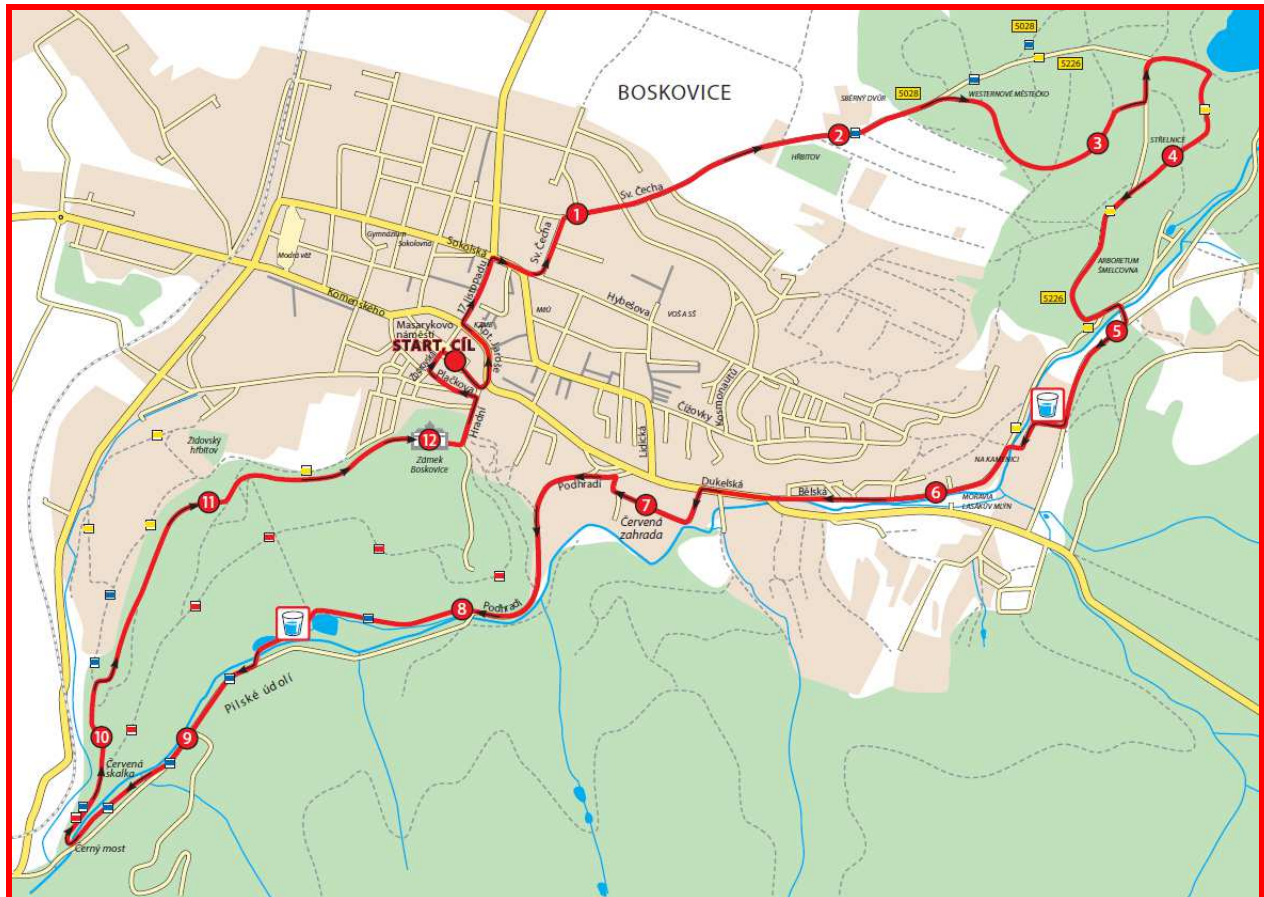 5028
5226
BOSKOVICE
5028
WESTERNOVÉ MĚSTEČKO
SBĚRNÝ DVŮR
2
HŘBITOV
3
STŘELNICE
4
Sv. Čecha
1
Sv. Čecha
Gymnázium
Sokolovna
Sokolská
Modrá věž
17. listopadu
ARBORETUM
ŠMELCOVNA
5226
Komenského
Hybešova
MěÚ
VOŠ A SŠ
5
Masarykovo
náměstí
START, CÍL
Plačkova
Hradní
Čížovky
Kosmonautů
Lidická
12
Zámek
Boskovice
Židovský
hřbitov
NA KAMENICI
6
MORAVIA
LASÁKŮV MLÝN
Bělská
Dukelská
Podhradí
7
Červená
zahrada
11
8
Podhradí
Pilské údolí
9
10
Červená
skalka
Černý most